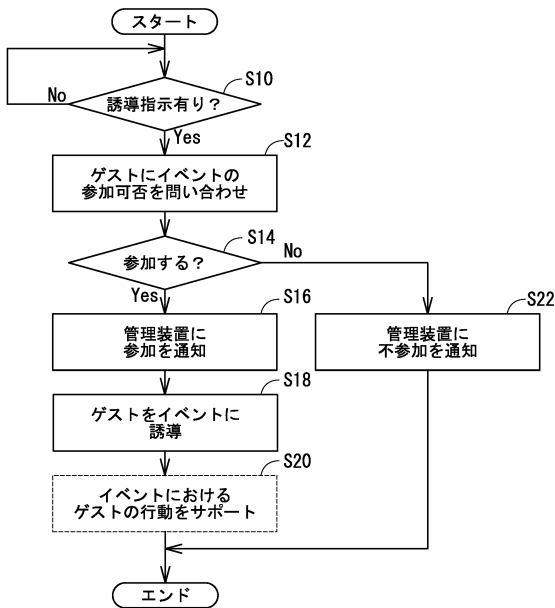 スタート
S10
誘導指示有り？
No
Yes
S12
ゲストにイベントの
参加可否を問い合わせ
S14
参加する？
No
Yes
S16
管理装置に
参加を通知
S22
管理装置に
不参加を通知
S18
ゲストをイベントに
誘導
S20
イベントにおける
ゲストの行動をサポート
エンド